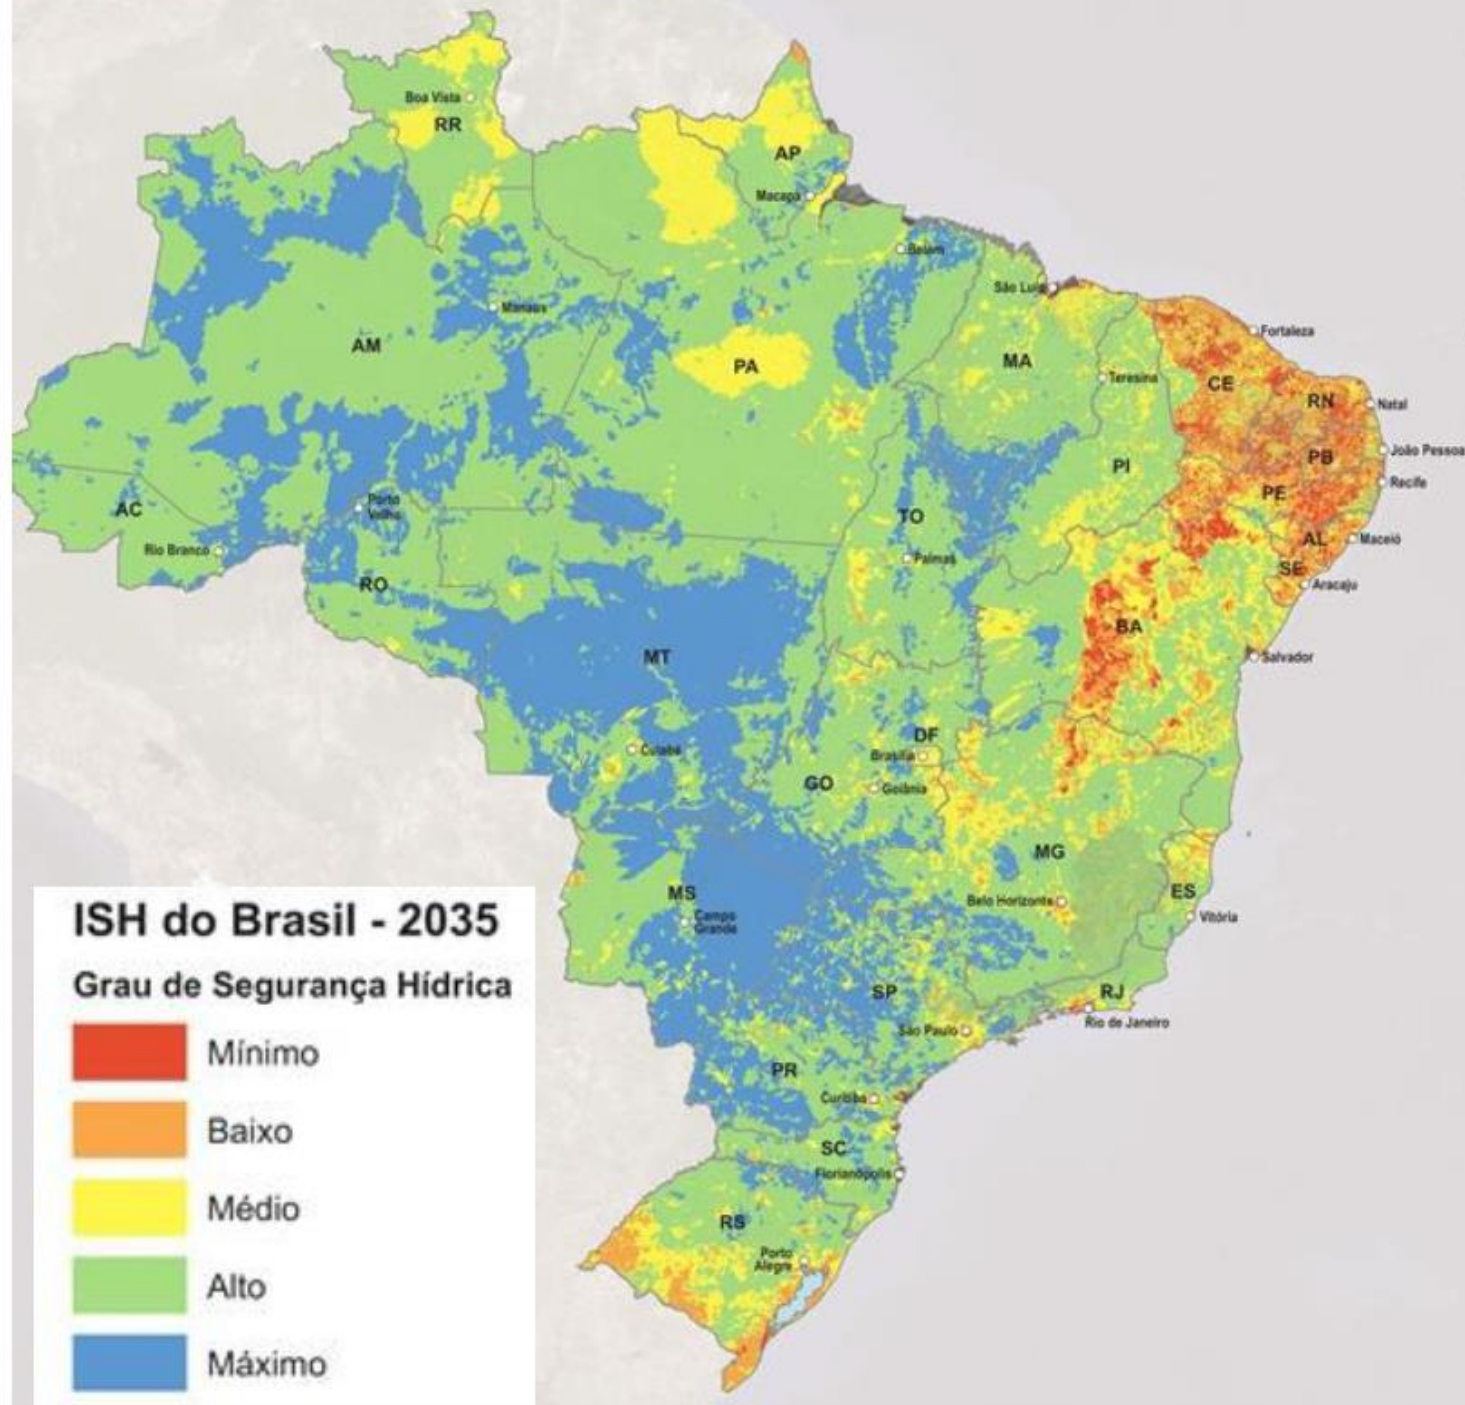 Boa Vista
RR
AP
Macapá
Belém
São Luís
Manaus
Fortaleza
AM
PA
MA
Teresina
CE
RN
Natal
PI
PB
João Pessoa
Recife
PE
AC
Porto
Velho
TO
AL
Maceió
Rio Branco
Palmas
SE
Aracaju
RO
BA
MT
Salvador
DF
Cuiabá
Brasília
GO
Goiânia
MG
MS
ES
Belo Horizonte
Campo
Grande
Vitória
SP
RJ
São Paulo
Rio de Janeiro
PR
Curitiba
SC
Florianópolis
RS
Porto
Alegre
ISH do Brasil - 2035
Grau de Segurança Hídrica
Mínimo
Baixo
Médio
Alto
Máximo